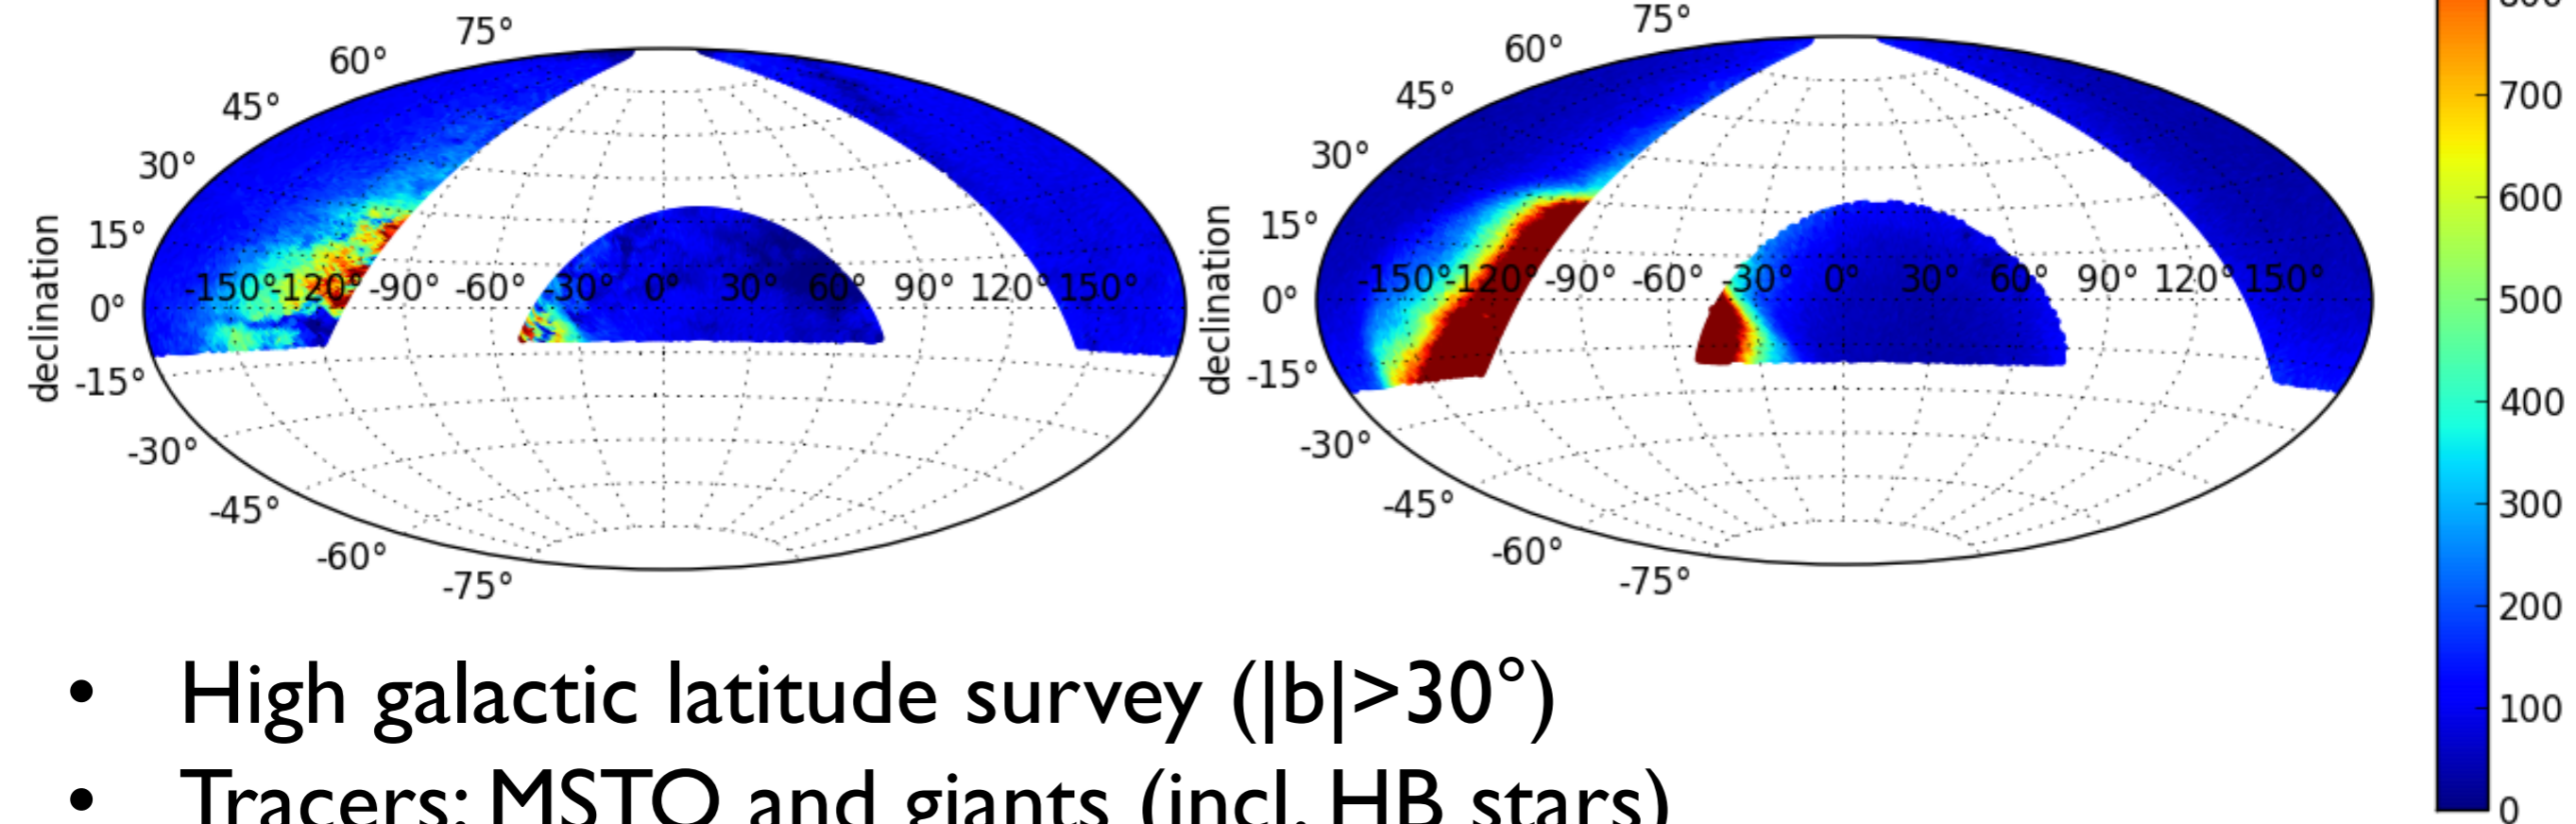 75° 75° 800
60° 60°
45° 45° 700
30° 30°
600
15° 15°
declination -150° -120° -90° -60° -30° 0° 30° 60° 90° 120° 150° declination -150° -120° -90° -60° -30° 0° 30° 60° 90° 120° 150°
0° 0° 500
-15° -15° 400
-30° -30°
300
-45° -45°
-60° -60°
-75° -75° 200
• High galactic latitude survey (|b|>30°) 100
• Tracers: MSTO and giants (incl. HB stars) 0